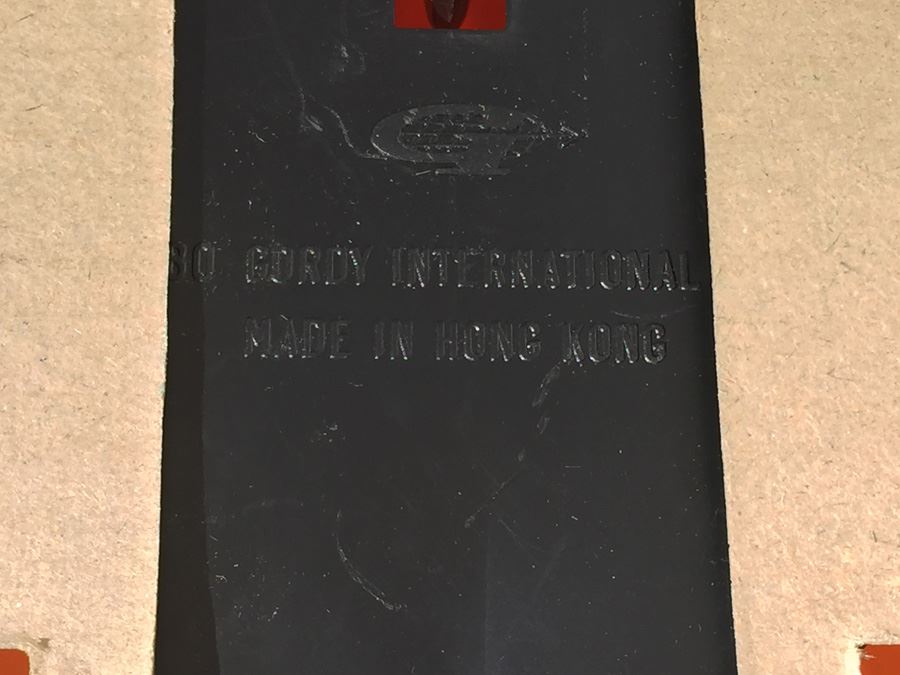 80 GORDY INTERNATIONAL
MADE IN HONG KONG